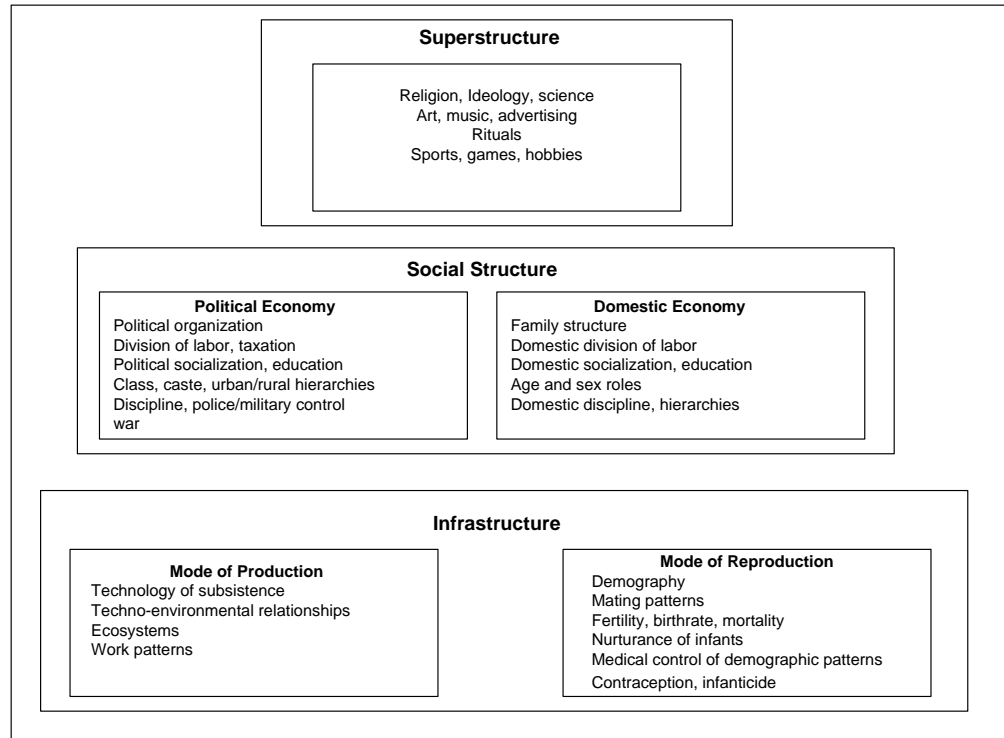 Superstructure
Religion, Ideology, science
Art, music, advertising
Rituals
Sports, games, hobbies
Social Structure
Political Economy
Political organization
Division of labor, taxation
Political socialization, education
Class, caste, urban/rural hierarchies
Discipline, police/military control
war
Domestic Economy
Family structure
Domestic division of labor
Domestic socialization, education
Age and sex roles
Domestic discipline, hierarchies
Infrastructure
Mode of Production
Technology of subsistence
Techno-environmental relationships
Ecosystems
Work patterns
Mode of Reproduction
Demography
Mating patterns
Fertility, birthrate, mortality
Nurturance of infants
Medical control of demographic patterns
Contraception, infanticide